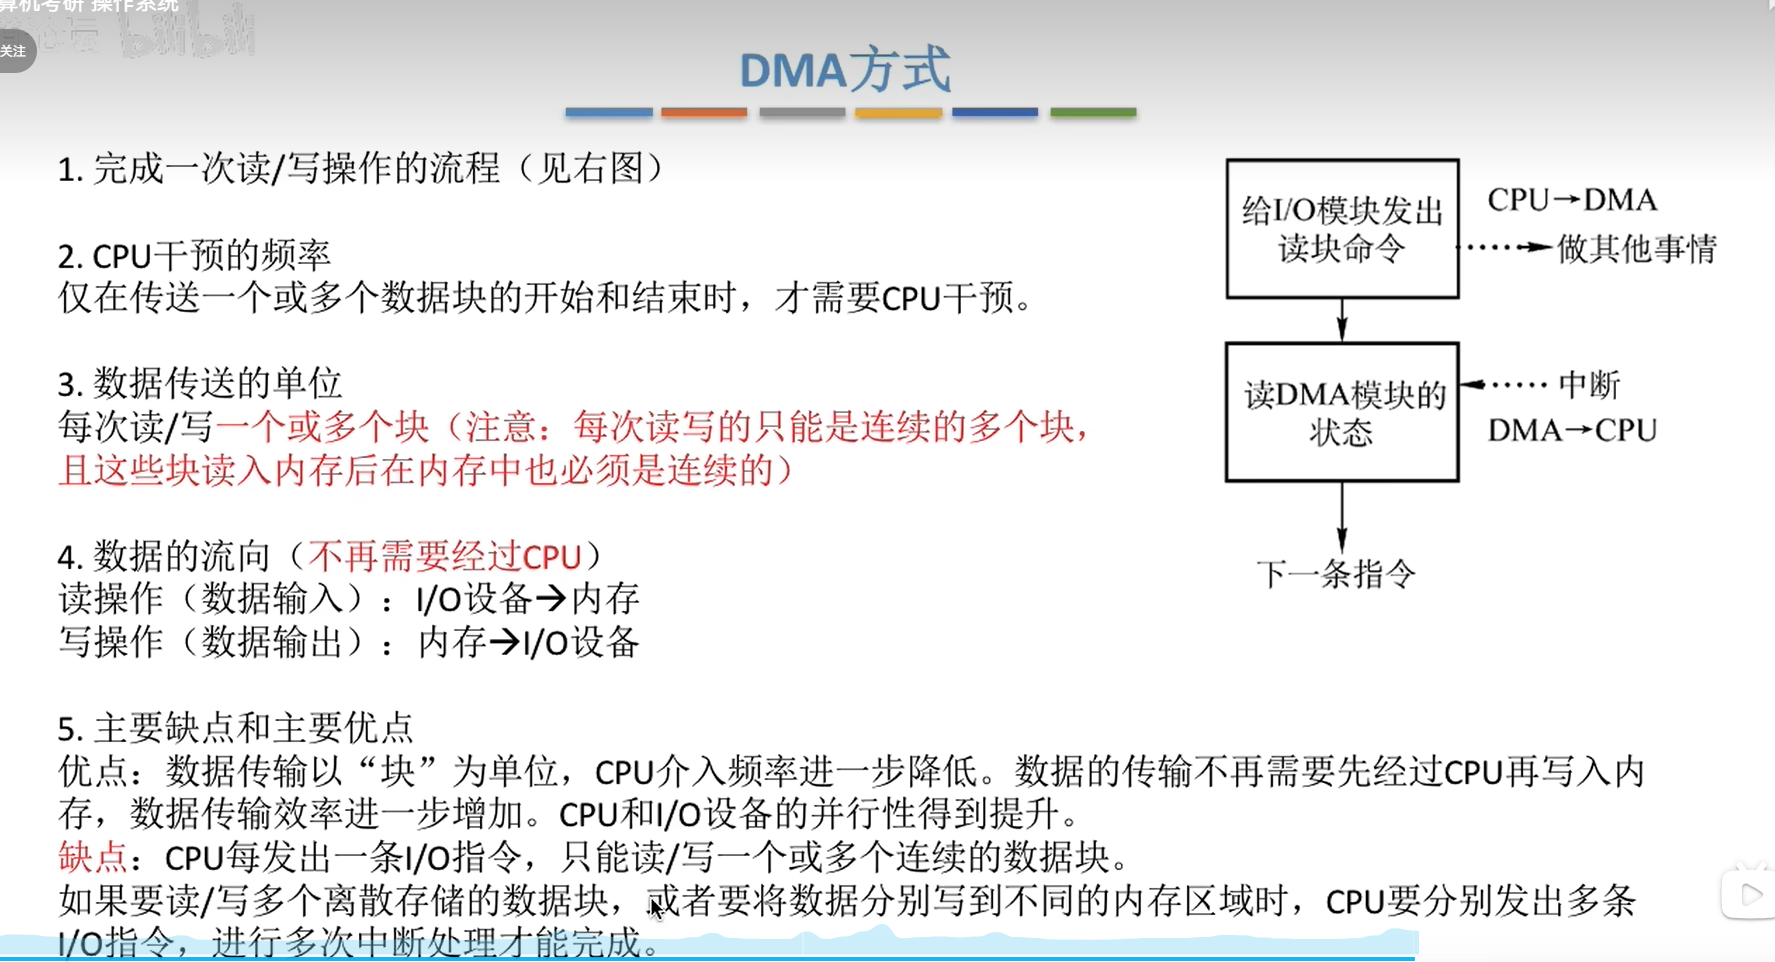 算机考研 操作系统
bilibili
关注
DMA方式
1. 完成一次读/写操作的流程（见右图）
2. CPU干预的频率
仅在传送一个或多个数据块的开始和结束时，才需要CPU干预。
3. 数据传送的单位
每次读/写一个或多个块（注意：每次读写的只能是连续的多个块，
且这些块读入内存后在内存中也必须是连续的）
4. 数据的流向（不再需要经过CPU）
读操作（数据输入）：I/O设备→内存
写操作（数据输出）：内存→I/O设备
5. 主要缺点和主要优点
优点：数据传输以“块”为单位，CPU介入频率进一步降低。数据的传输不再需要先经过CPU再写入内
存，数据传输效率进一步增加。CPU和I/O设备的并行性得到提升。
缺点：CPU每发出一条I/O指令，只能读/写一个或多个连续的数据块。
如果要读/写多个离散存储的数据块，或者要将数据分别写到不同的内存区域时，CPU要分别发出多条
I/O指令，进行多次中断处理才能完成。
给I/O模块发出
读块命令
CPU→DMA
做其他事情
读DMA模块的
状态
中断
DMA→CPU
下一条指令